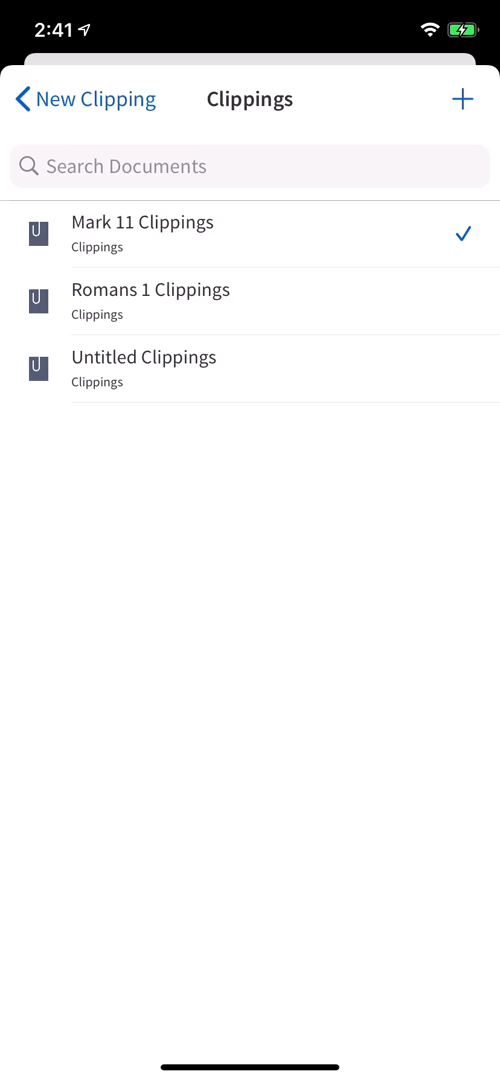 2:41
New Clipping
Clippings
Search Documents
Mark 11 Clippings
Clippings
Romans 1 Clippings
Clippings
Untitled Clippings
Clippings